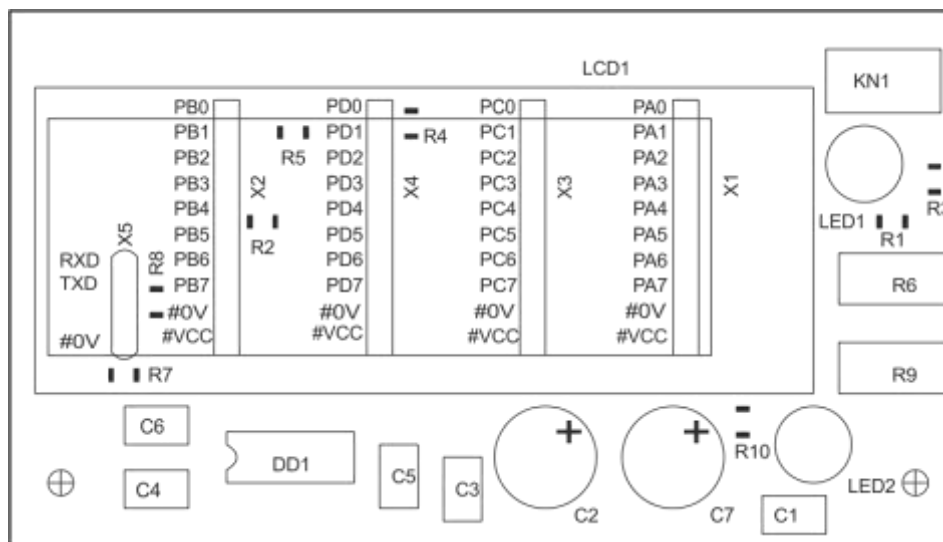 LCD1
KN1
PB0 PD0 PC0 PA0
PB1 PD1 R4 PC1 PA1
R5
PB2 PD2 PC2 PA2
PB3 X2 PD3 X4 PC3 X3 PA3 X1
PB4 PD4 PC4 PA4 LED1
X5 PB5 R2 PD5 PC5 PA5 R1
RXD R8 PB6 PD6 PC6 PA6
TXD PB7 PD7 PC7 PA7 R6
#0V #0V #0V #0V
#0V #VCC #VCC #VCC #VCC
R7 R9
C6
R10
DD1 C5
C4 C3 LED2
C2 C7 C1